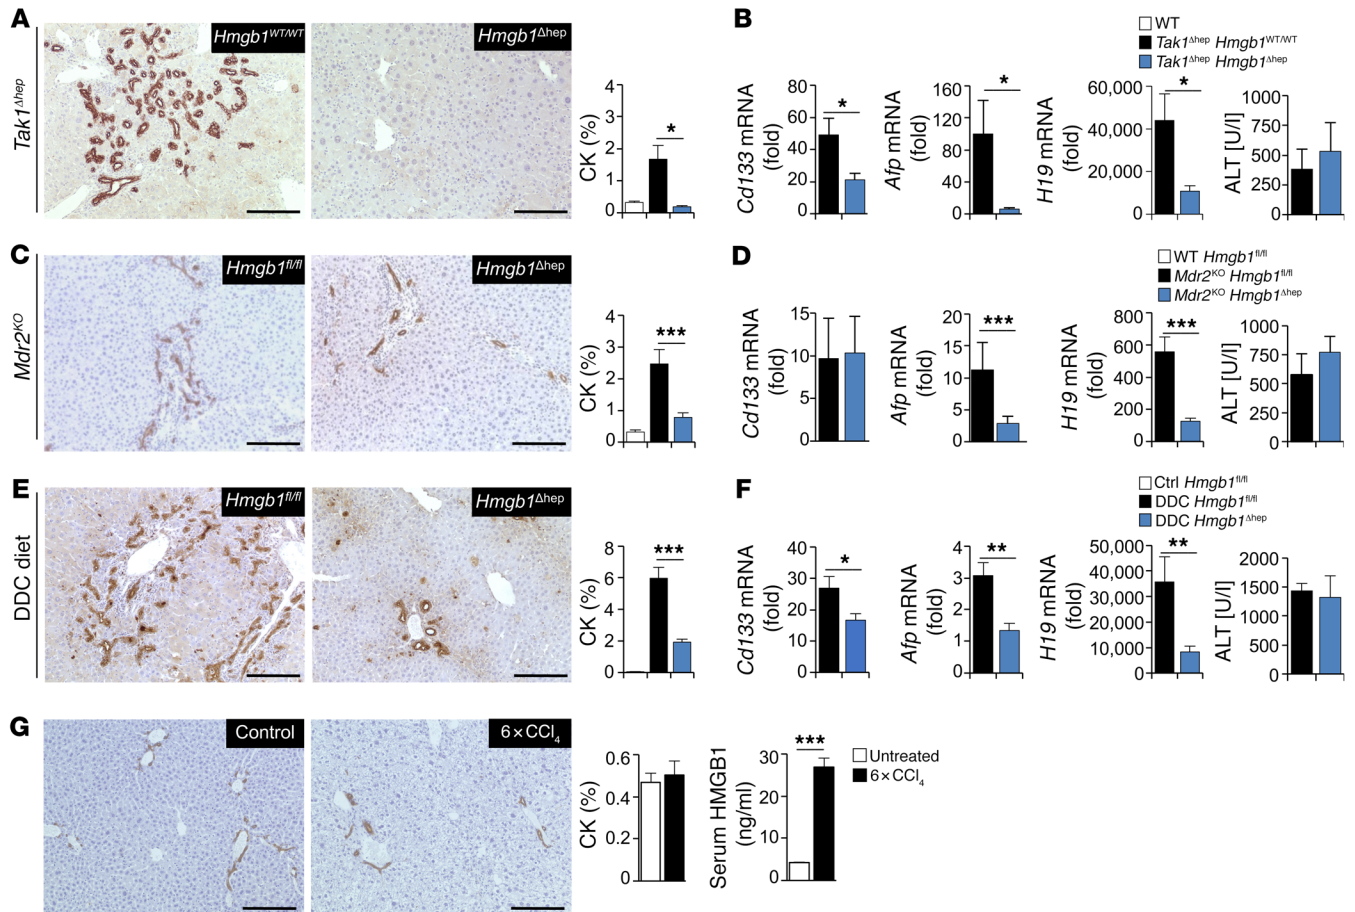 A
Tak1Δhep
Hmgb1WT/WT
Hmgb1Δhep
CK (%)
4
3
2
1
0
*
B
WT
Tak1Δhep Hmgb1WT/WT
Tak1Δhep Hmgb1Δhep
Cd133 mRNA
(fold)
80
60
40
20
0
*
Afp mRNA
(fold)
160
120
80
40
0
*
H19 mRNA
(fold)
60,000
40,000
20,000
0
*
ALT [U/l]
1000
750
500
250
0
C
Mdr2KO
Hmgb1fl/fl
Hmgb1Δhep
CK (%)
4
3
2
1
0
***
D
WT Hmgb1fl/fl
Mdr2KO Hmgb1fl/fl
Mdr2KO Hmgb1Δhep
Cd133 mRNA
(fold)
15
10
5
0
Afp mRNA
(fold)
20
15
10
5
0
***
H19 mRNA
(fold)
800
600
400
200
0
***
ALT [U/l]
1000
750
500
250
0
E
DDC diet
Hmgb1fl/fl
Hmgb1Δhep
CK (%)
8
6
4
2
0
***
F
Ctrl Hmgb1fl/fl
DDC Hmgb1fl/fl
DDC Hmgb1Δhep
Cd133 mRNA
(fold)
40
30
20
10
0
*
Afp mRNA
(fold)
4
3
2
1
0
**
H19 mRNA
(fold)
50,000
40,000
30,000
20,000
10,000
0
**
ALT [U/l]
2000
1500
1000
500
0
G
Control
6×CCl4
CK (%)
0.6
0.4
0.2
0
Serum HMGB1
(ng/ml)
30
20
10
0
***
Untreated
6×CCl4